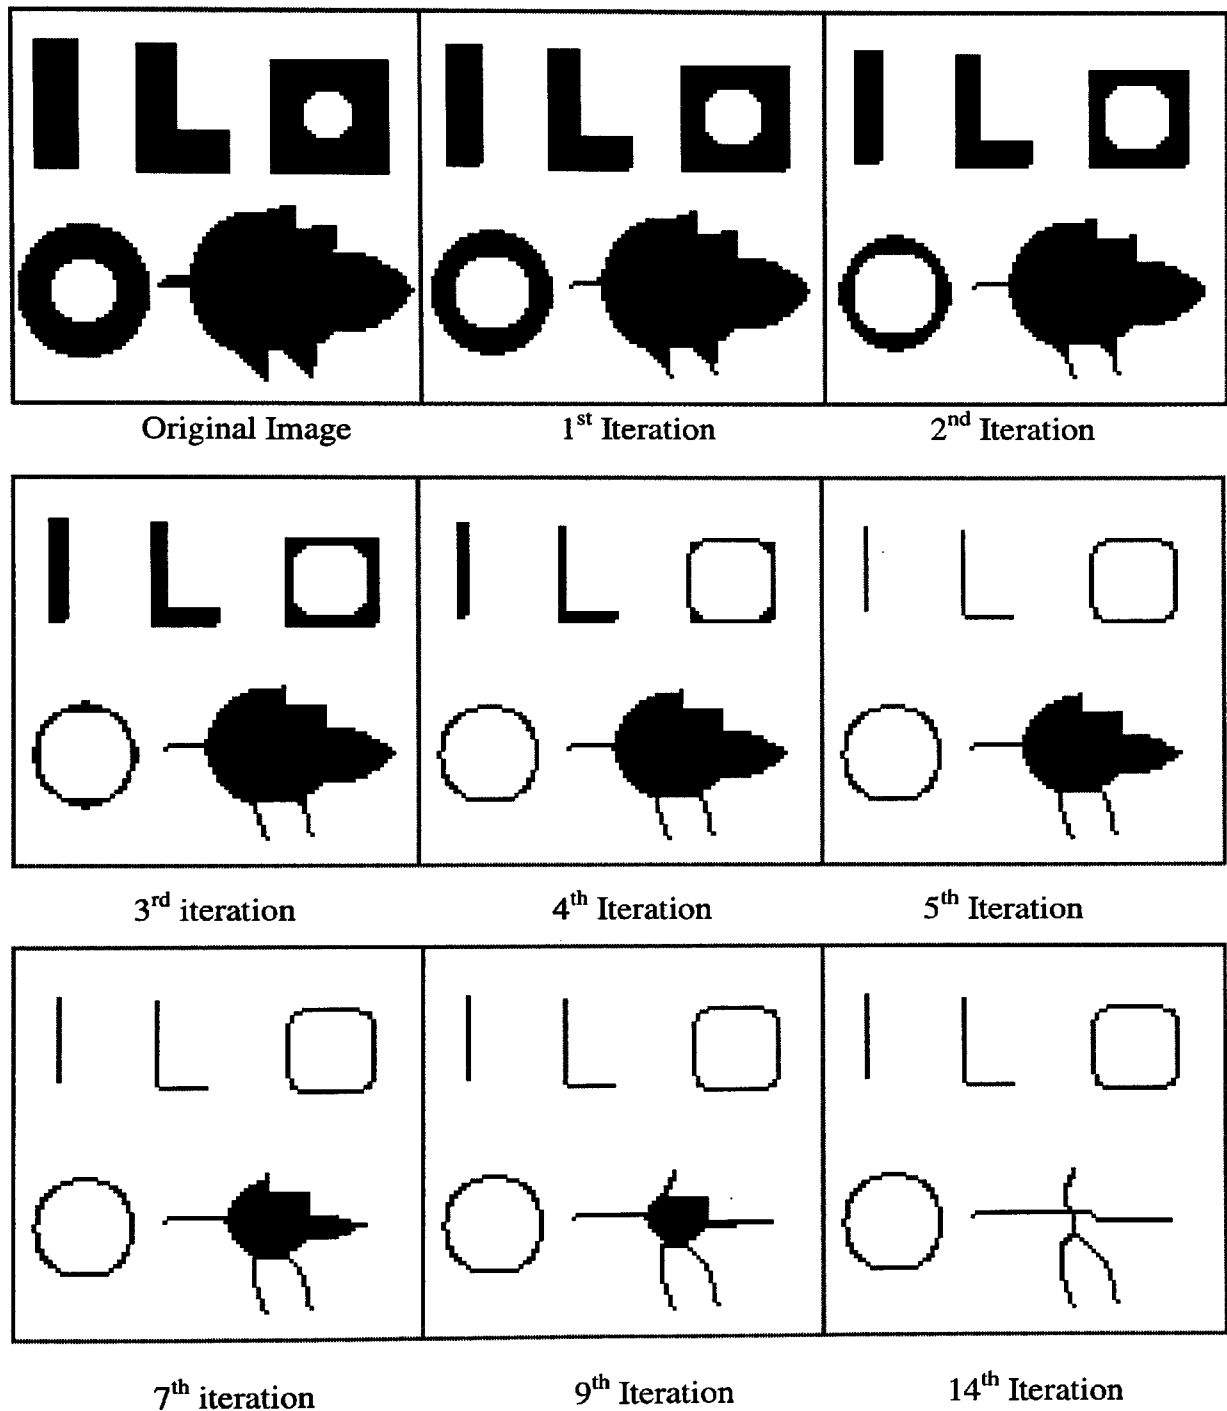 Original Image
1st Iteration
2nd Iteration
3rd iteration
4th Iteration
5th Iteration
7th iteration
9th Iteration
14th Iteration